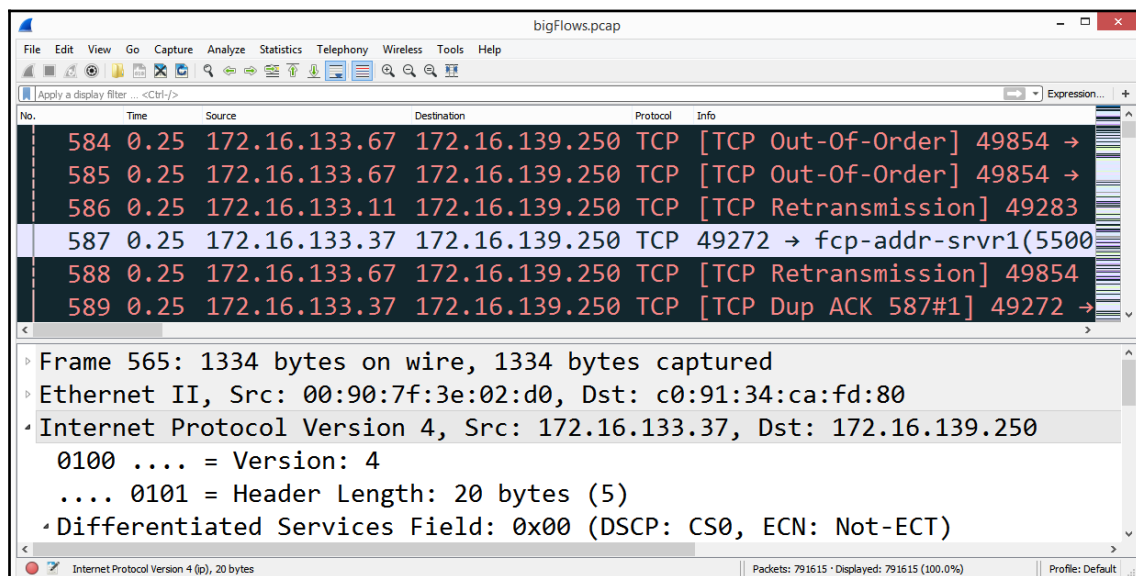 bigFlows.pcap
File Edit View Go Capture Analyze Statistics Telephony Wireless Tools Help
Apply a display filter ... <Ctrl-/> Expression... +
No. Time Source Destination Protocol Info
584 0.25 172.16.133.67 172.16.139.250 TCP [TCP Out-Of-Order] 49854 →
585 0.25 172.16.133.67 172.16.139.250 TCP [TCP Out-Of-Order] 49854 →
586 0.25 172.16.133.11 172.16.139.250 TCP [TCP Retransmission] 49283
587 0.25 172.16.133.37 172.16.139.250 TCP 49272 → fcp-addr-srvr1(5500
588 0.25 172.16.133.67 172.16.139.250 TCP [TCP Retransmission] 49854
589 0.25 172.16.133.37 172.16.139.250 TCP [TCP Dup ACK 587#1] 49272 →
Frame 565: 1334 bytes on wire, 1334 bytes captured
Ethernet II, Src: 00:90:7f:3e:02:d0, Dst: c0:91:34:ca:fd:80
Internet Protocol Version 4, Src: 172.16.133.37, Dst: 172.16.139.250
0100 .... = Version: 4
.... 0101 = Header Length: 20 bytes (5)
Differentiated Services Field: 0x00 (DSCP: CS0, ECN: Not-ECT)
Internet Protocol Version 4 (ip), 20 bytes Packets: 791615 · Displayed: 791615 (100.0%) Profile: Default